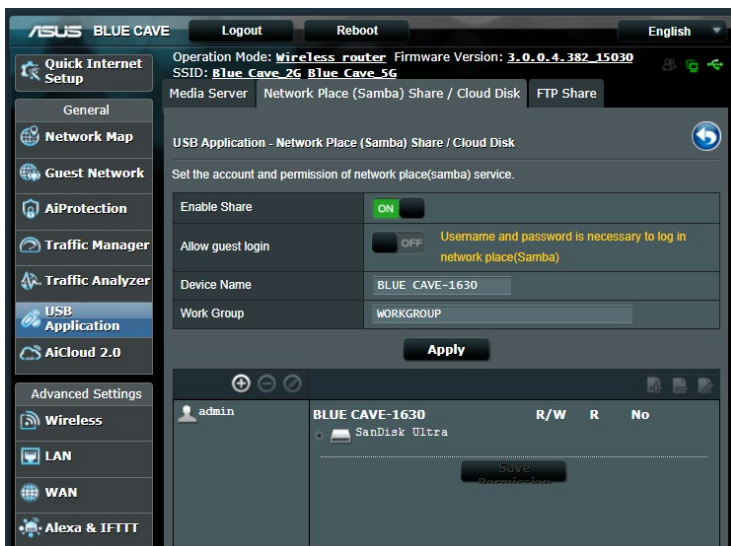 ASUS BLUE CAVE
Logout
Reboot
English
Quick Internet
Setup
General
Network Map
Guest Network
AiProtection
Traffic Manager
Traffic Analyzer
USB
Application
AiCloud 2.0
Advanced Settings
Wireless
LAN
WAN
Alexa & IFTTT
Operation Mode: Wireless router Firmware Version: 3.0.0.4.382_15030
SSID: Blue Cave_2G Blue Cave_5G
Media Server
Network Place (Samba) Share / Cloud Disk
FTP Share
USB Application - Network Place (Samba) Share / Cloud Disk
Set the account and permission of network place(samba) service.
Enable Share
ON
Allow guest login
OFF
Username and password is necessary to log in
network place(Samba)
Device Name
BLUE CAVE-1630
Work Group
WORKGROUP
Apply
admin
BLUE CAVE-1630 R/W R No
SanDisk Ultra
Save
Permission